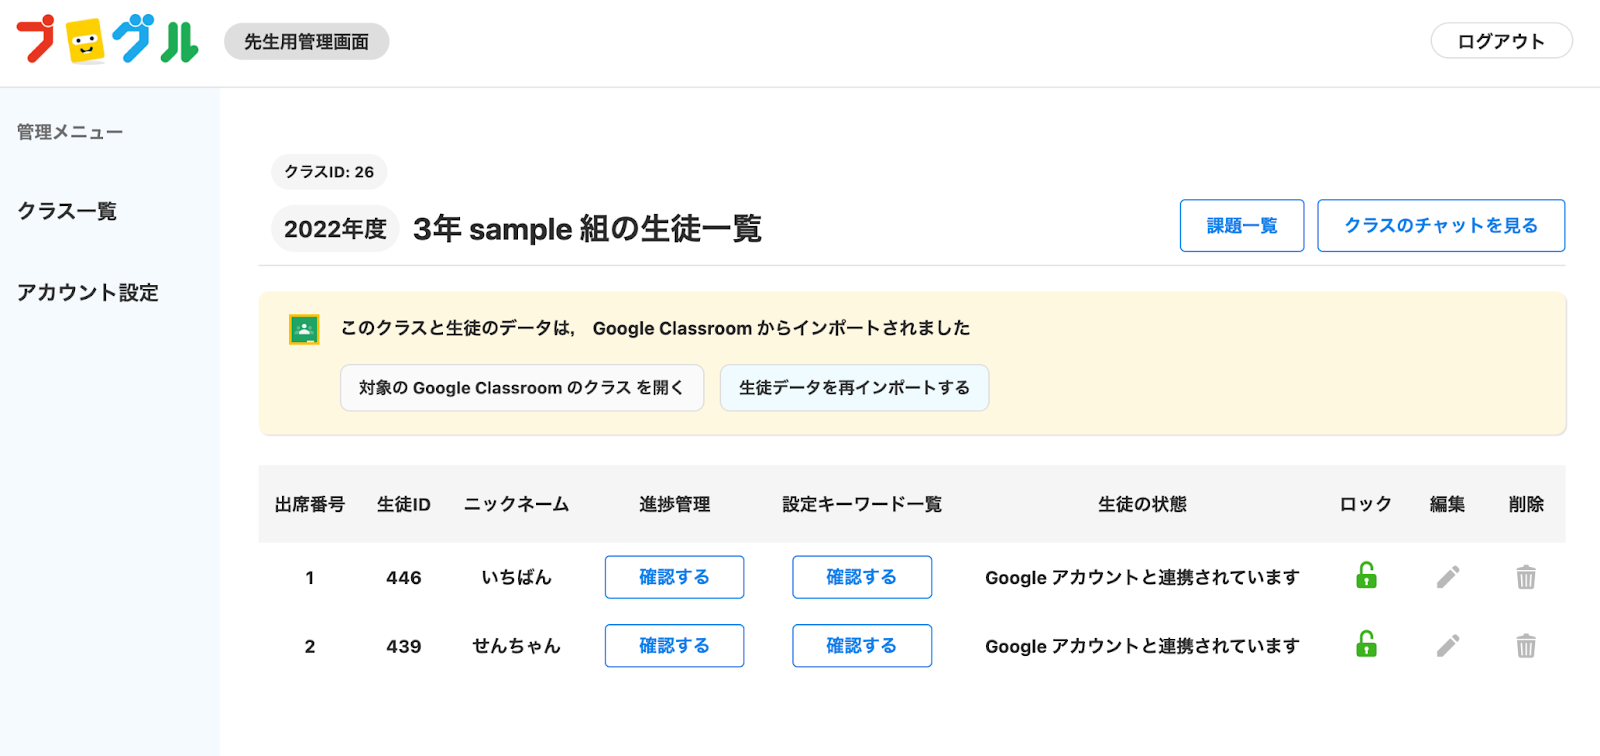 プログル 先生用管理画面 ログアウト
管理メニュー
クラス一覧
アカウント設定
クラスID: 26
2022年度 3年 sample 組の生徒一覧 課題一覧 クラスのチャットを見る
このクラスと生徒のデータは, Google Classroom からインポートされました
対象の Google Classroom のクラス を開く 生徒データを再インポートする
出席番号 生徒ID ニックネーム 進捗管理 設定キーワード一覧 生徒の状態 ロック 編集 削除
1 446 いちばん 確認する 確認する Google アカウントと連携されています
2 439 せんちゃん 確認する 確認する Google アカウントと連携されています